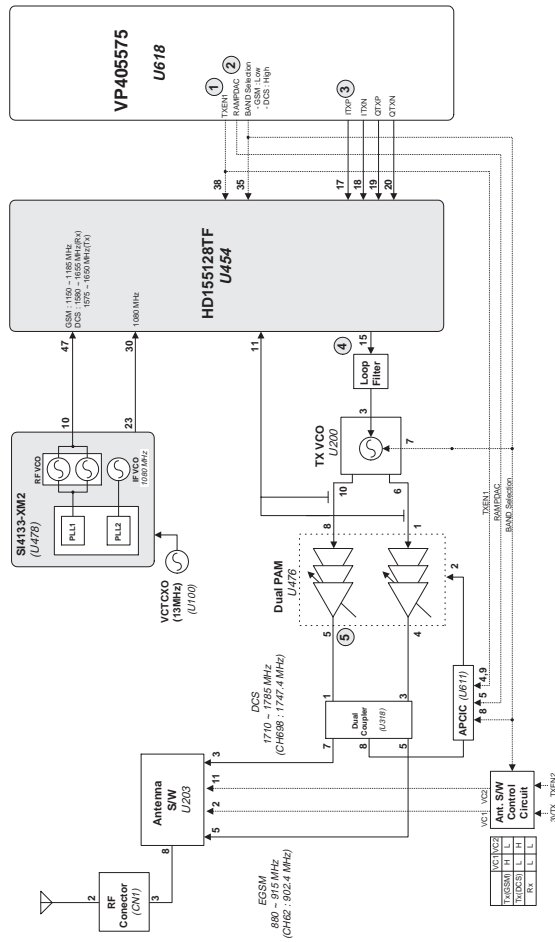 VP405575
U618
1
TXEN1
2
RAMPDAC
BAND Selection
- GSM : Low
- DCS : High
3
ITXP
ITXN
QTXP
QTXN
38
35
17
18
19
20
HD155128TF
U454
GSM : 1150 ~ 1185 MHz(Rx)
DCS : 1580 ~ 1655 MHz(Rx)
1575 ~ 1650 MHz(Tx)
1080 MHz
47
30
11
15
4
10
23
SI4133-XM2
(U478)
RF VCO
IF VCO
1080 MHz
PLL1
PLL2
VCTCXO
(13MHz)
(U100)
Loop
Filter
3
TX VCO
U200
7
10
6
8
1
Dual PAM
U476
5
5
4
2
TXEN1
RAMPDAC
BAND Selection
DCS
1710 ~ 1785 MHz
(CH698 : 1747.4 MHz)
1
3
Dual
Coupler
(U318)
7
8
5
APCIC (U611)
4,9
5
8
Antenna
S/W
U203
3
11
2
5
8
VC1
VC2
Ant. S/W
Control
Circuit
3VTX
TXEN2
RF
Conector
(CN1)
2
3
EGSM
880 ~ 915 MHz
(CH62 : 902.4 MHz)
VC1 VC2
Tx(GSM) H L
Tx(DCS) L H
Rx L L